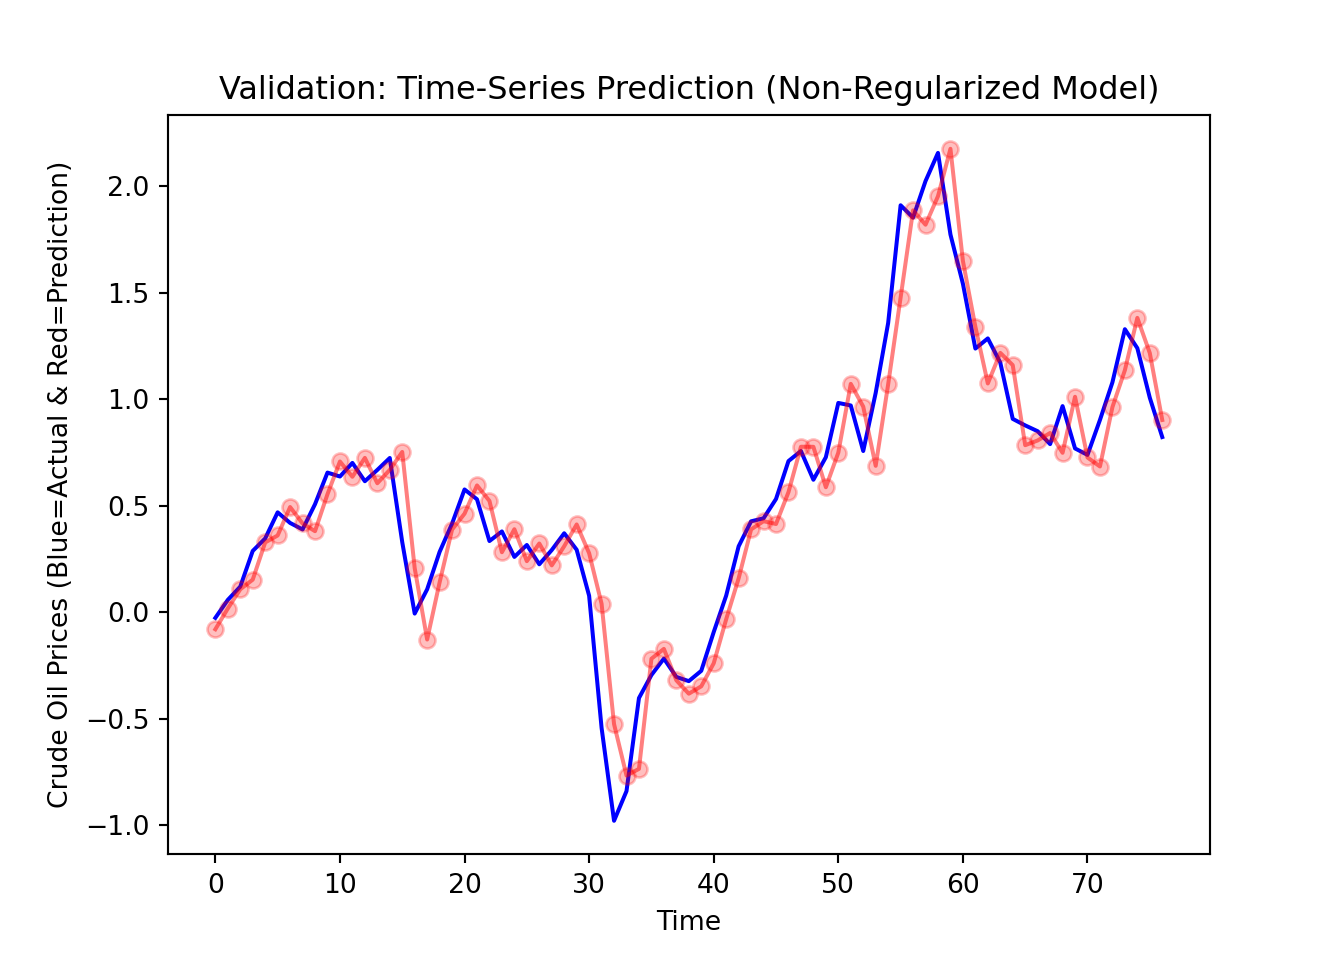 Validation: Time-Series Prediction (Non-Regularized Model)
Crude Oil Prices (Blue=Actual & Red=Prediction)
2.0
1.5
1.0
0.5
0.0
−0.5
−1.0
0 10 20 30 40 50 60 70
Time